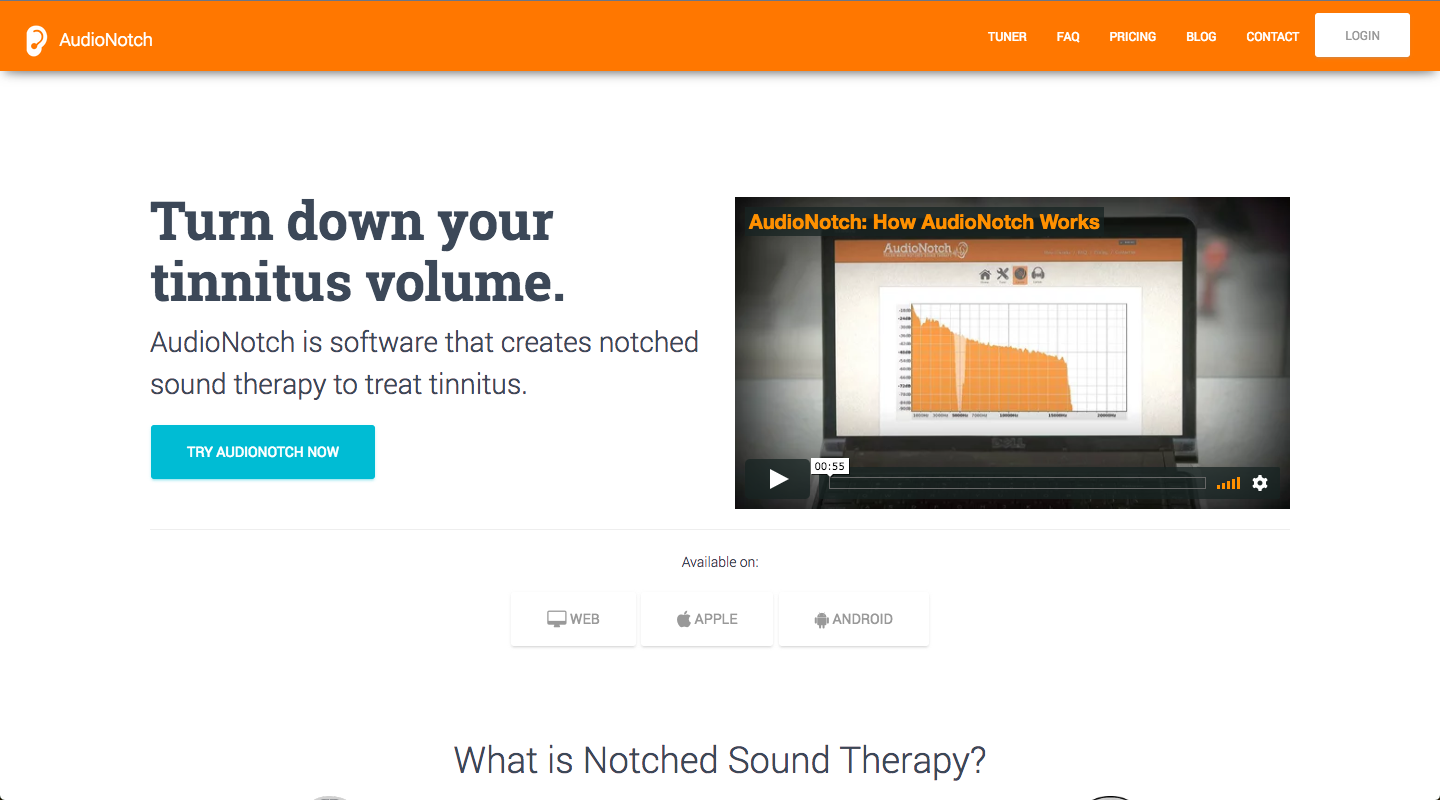 AudioNotch
TUNER
FAQ
PRICING
BLOG
CONTACT
LOGIN
Turn down your
tinnitus volume.
AudioNotch is software that creates notched
sound therapy to treat tinnitus.
TRY AUDIONOTCH NOW
AudioNotch: How AudioNotch Works
AudioNotch
00:55
Available on:
WEB
APPLE
ANDROID
What is Notched Sound Therapy?